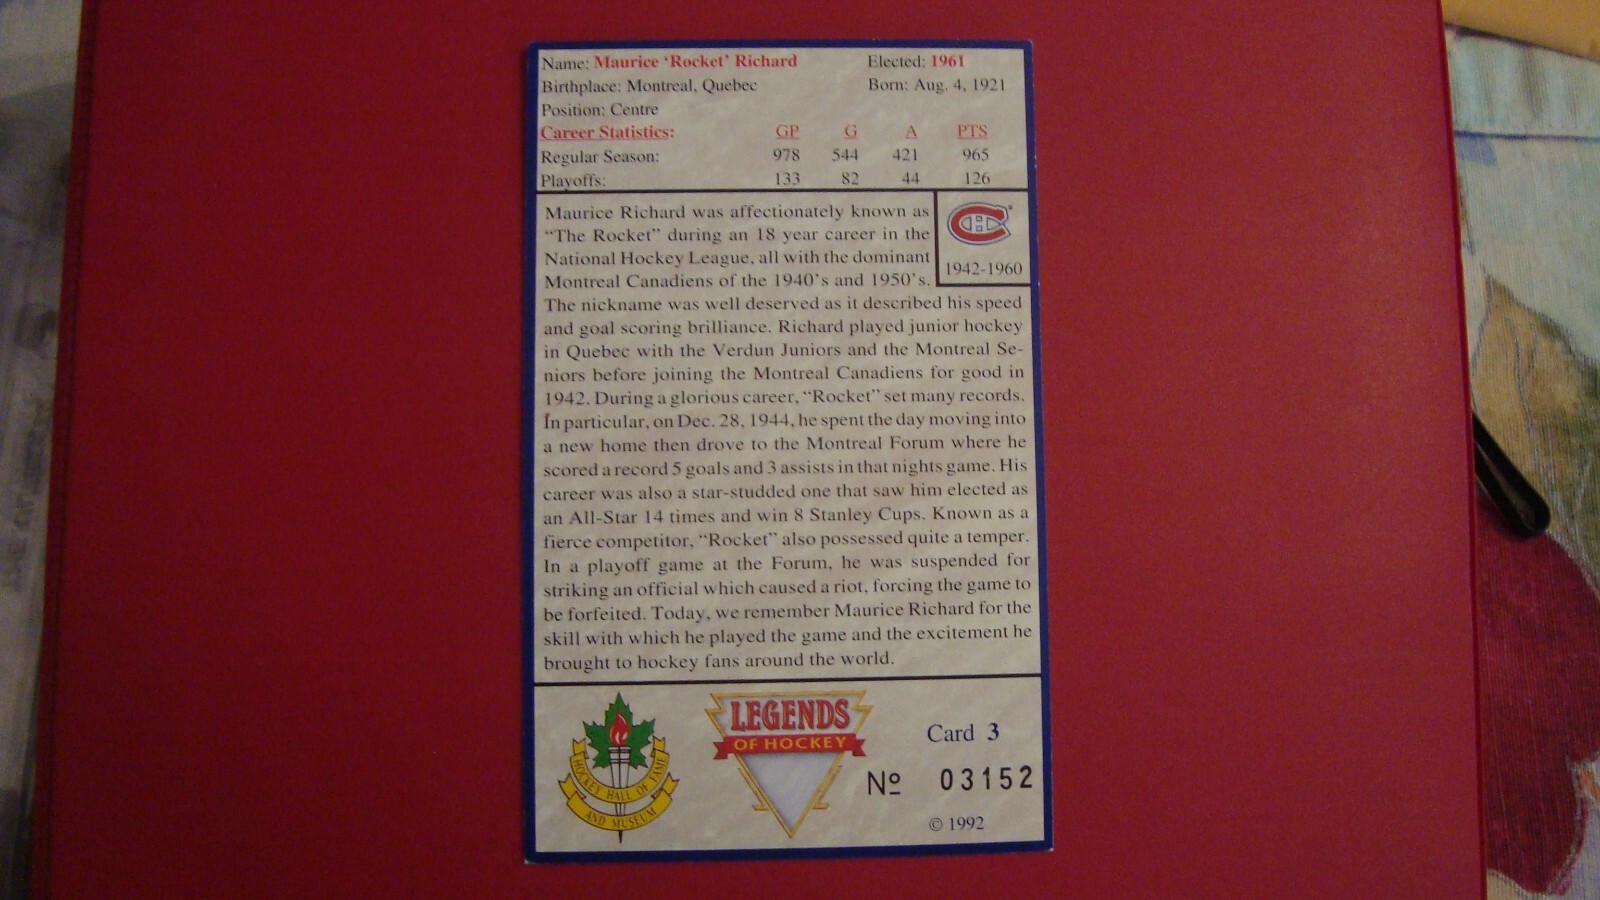 Name: Maurice ‘Rocket’ Richard Elected: 1961
Birthplace: Montreal, Quebec Born: Aug. 4, 1921
Position: Centre
Career Statistics: GP G A PTS
Regular Season: 978 544 421 965
Playoffs: 133 82 44 126
Maurice Richard was affectionately known as
“The Rocket” during an 18 year career in the
National Hockey League, all with the dominant
Montreal Canadiens of the 1940’s and 1950’s.
CH
1942-1960
The nickname was well deserved as it described his speed
and goal scoring brilliance. Richard played junior hockey
in Quebec with the Verdun Juniors and the Montreal Se-
niors before joining the Montreal Canadiens for good in
1942. During a glorious career, “Rocket” set many records.
In particular, on Dec. 28, 1944, he spent the day moving into
a new home then drove to the Montreal Forum where he
scored a record 5 goals and 3 assists in that nights game. His
career was also a star-studded one that saw him elected as
an All-Star 14 times and win 8 Stanley Cups. Known as a
fierce competitor, “Rocket” also possessed quite a temper.
In a playoff game at the Forum, he was suspended for
striking an official which caused a riot, forcing the game to
be forfeited. Today, we remember Maurice Richard for the
skill with which he played the game and the excitement he
brought to hockey fans around the world.
HOCKEY HALL OF FAME
AND MUSEUM
LEGENDS
OF HOCKEY
Card 3
Nº 03152
© 1992